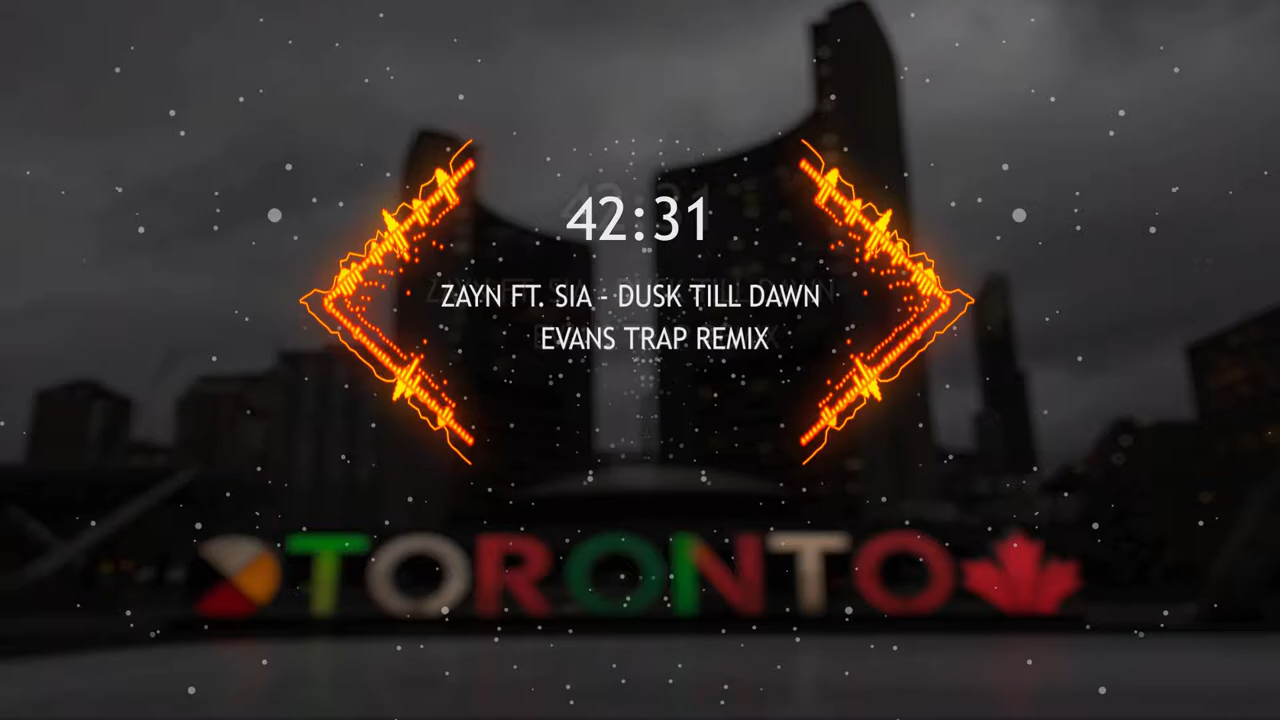 42:31
ZAYN FT. SIA - DUSK TILL DAWN
EVANS TRAP REMIX
TORONTO